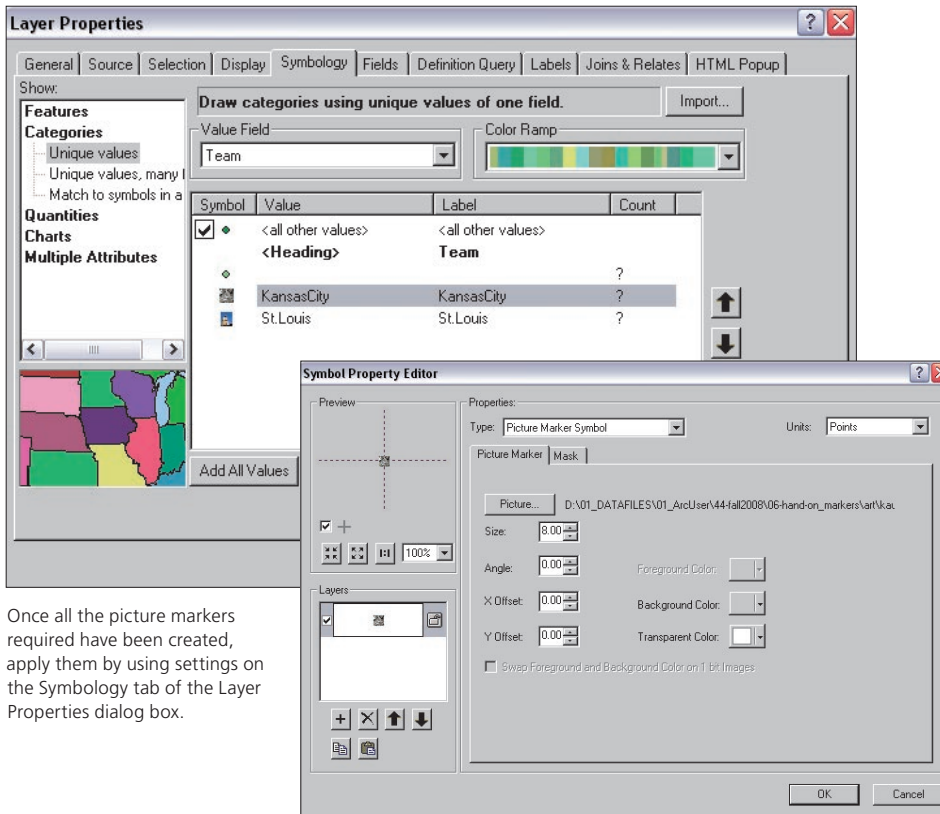 Layer Properties
General Source Selection Display Symbology Fields Definition Query Labels Joins & Relates HTML Popup
Show:
Features
Categories
Unique values
Unique values, many
Match to symbols in a
Quantities
Charts
Multiple Attributes
Draw categories using unique values of one field.
Import...
Value Field
Team
Color Ramp
Symbol Value Label Count
<all other values> <all other values>
<Heading> Team
?
KansasCity KansasCity ?
St.Louis St.Louis ?
Add All Values
Once all the picture markers
required have been created,
apply them by using settings on
the Symbology tab of the Layer
Properties dialog box.
Symbol Property Editor
Preview
100%
Layers
Properties:
Type: Picture Marker Symbol Units: Points
Picture Marker Mask
Picture... D:\01_DATAFILES\01_ArcUser\44-fall2008\06-hand-on_markers\art\
Size: 8.00
Angle: 0.00 Foreground Color:
X Offset: 0.00 Background Color:
Y Offset: 0.00 Transparent Color:
Swap Foreground and Background Color on 1 bit Images
OK Cancel